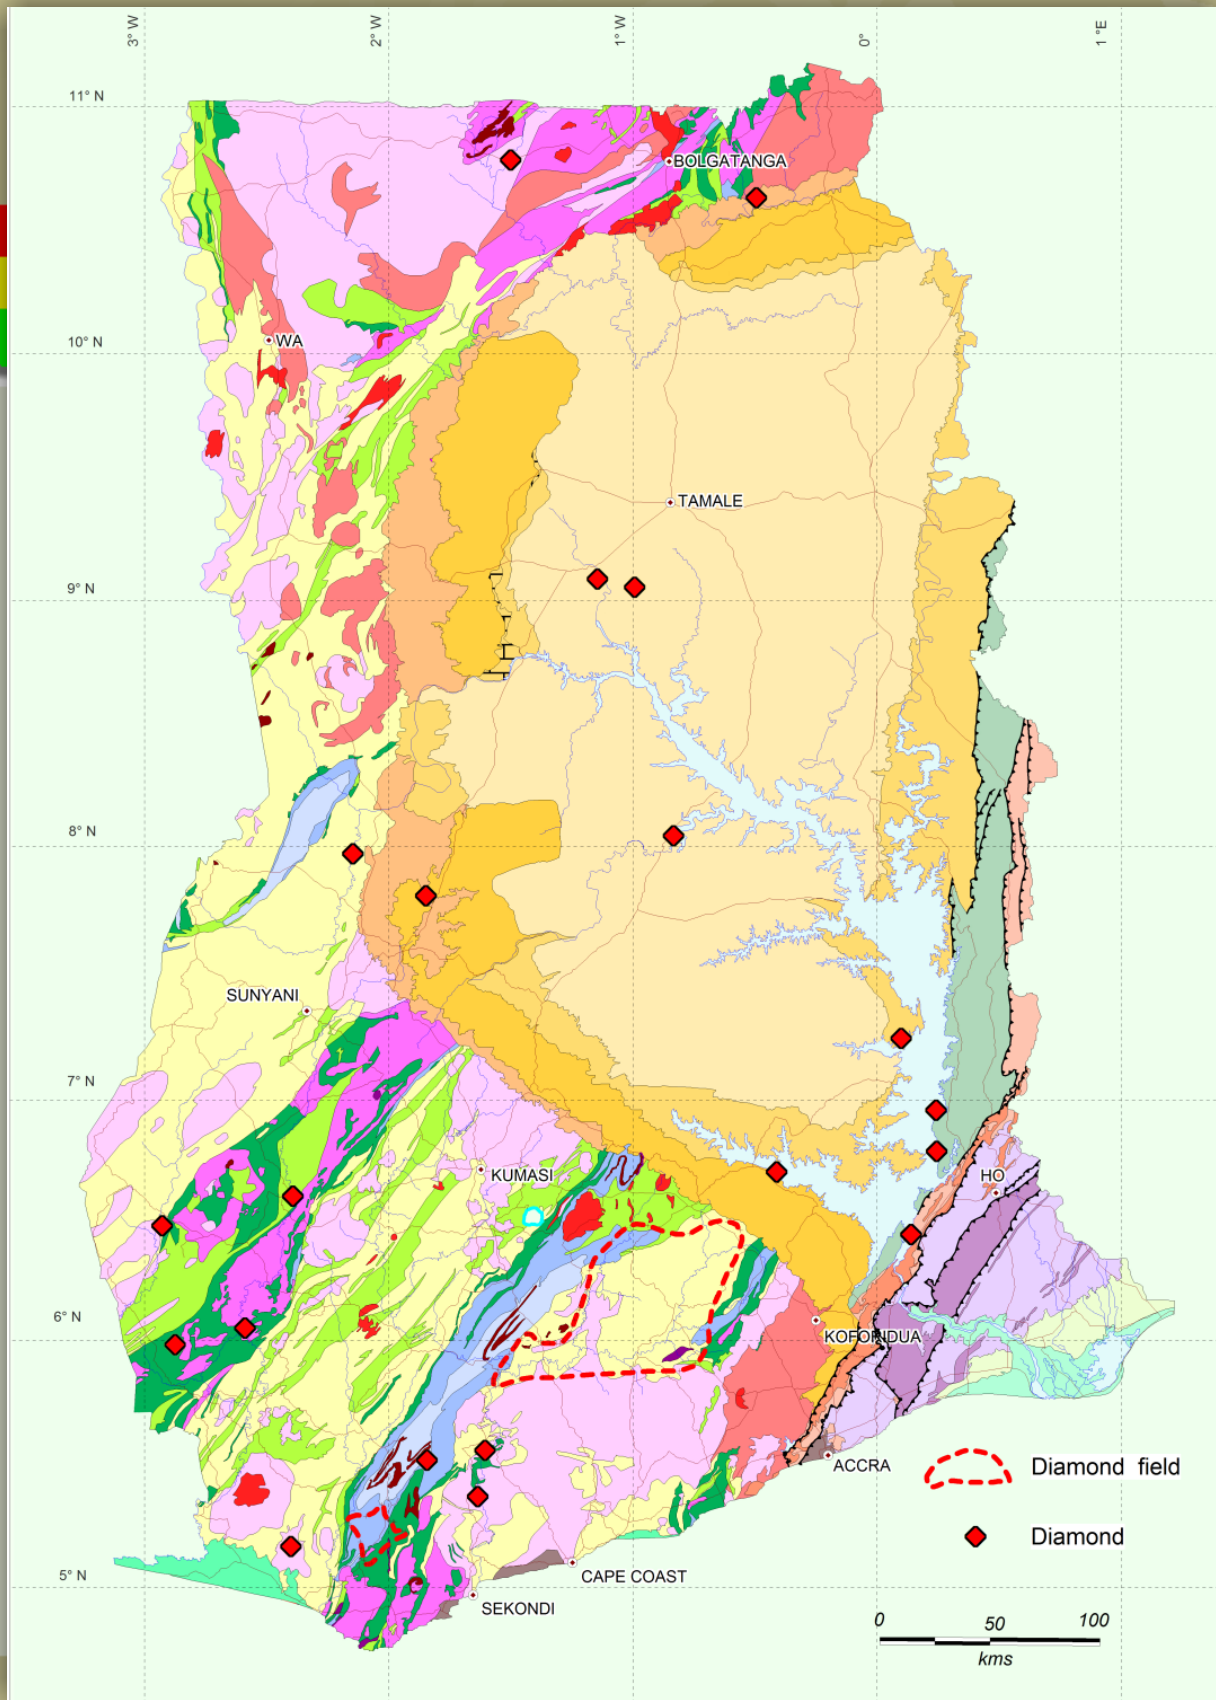 3° W
2° W
1° W
0°
1 °E
11° N
BOLGATANGA
10° N
WA
TAMALE
9° N
8° N
SUNYANI
7° N
KUMASI
HO
6° N
KOFORIDUA
ACCRA
Diamond field
Diamond
5° N
CAPE COAST
SEKONDI
0 50 100
kms